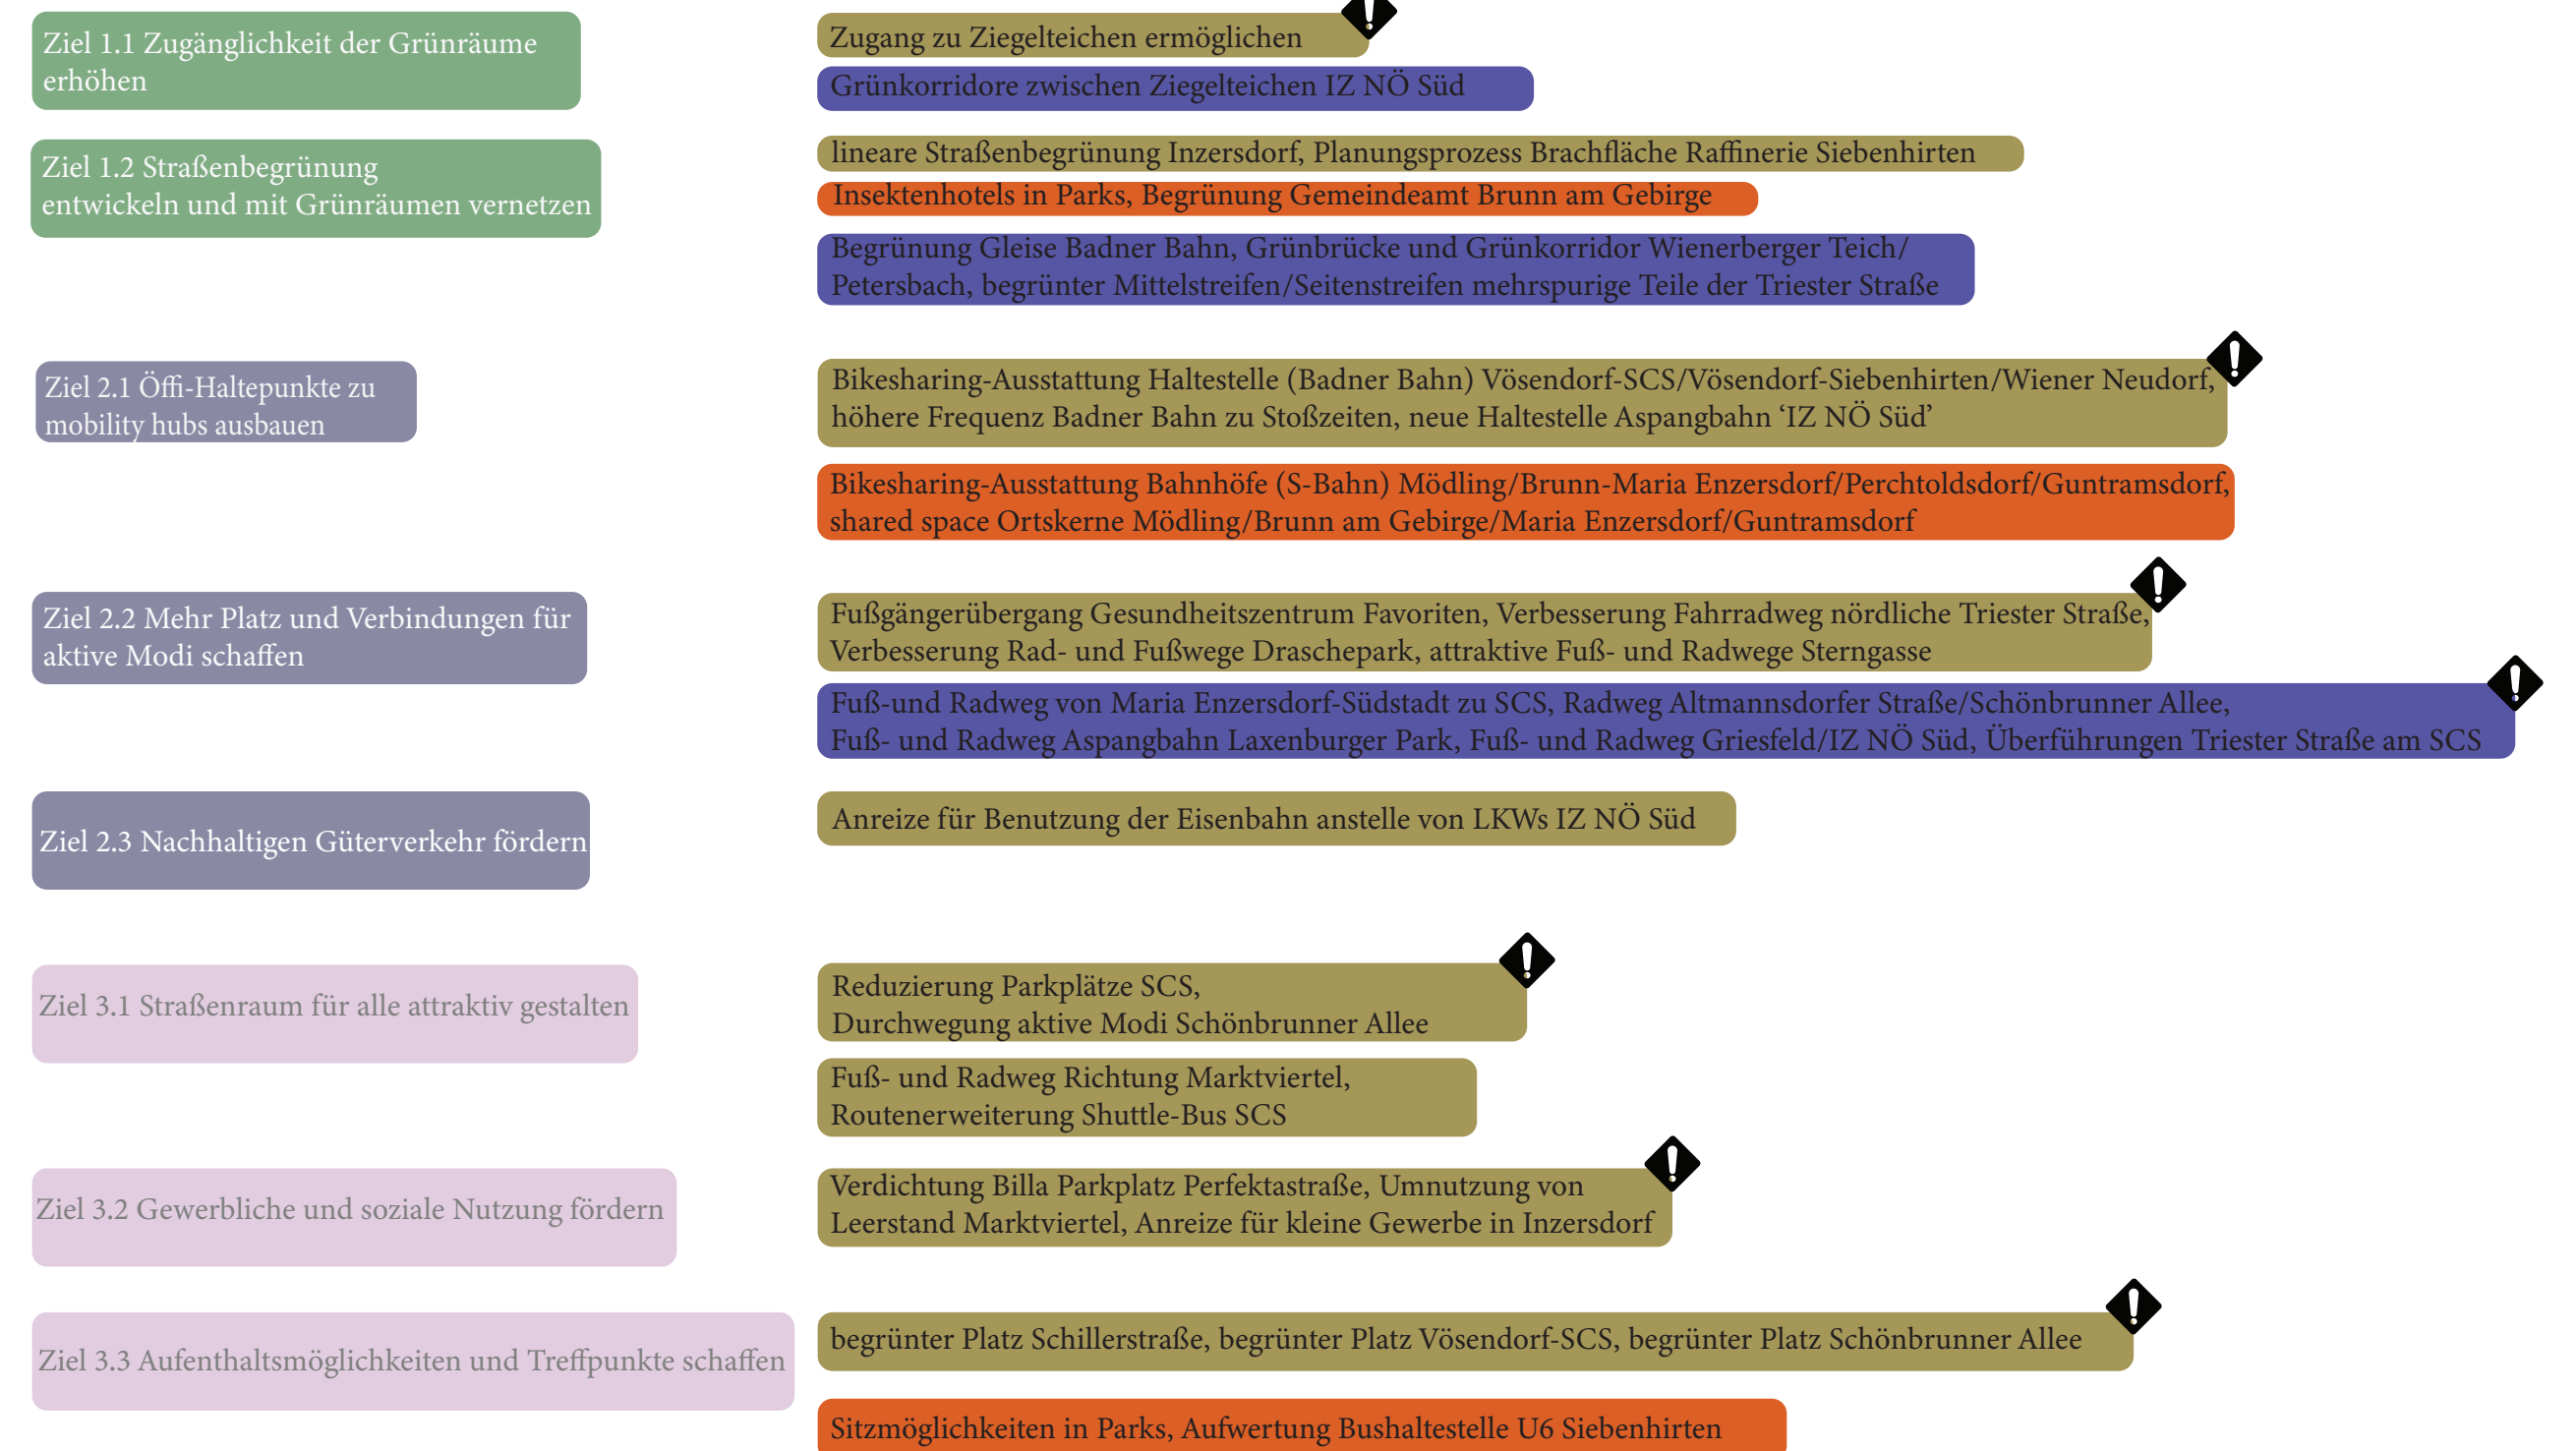 Ziel 1.1 Zugänglichkeit der Grünräume
erhöhen
Zugang zu Ziegelteichen ermöglichen
Grünkorridore zwischen Ziegelteichen IZ NÖ Süd
Ziel 1.2 Straßenbegrünung
entwickeln und mit Grünräumen vernetzen
lineare Straßenbegrünung Inzersdorf, Planungsprozess Brachfläche Raffinerie Siebenhirten
Insektenhotels in Parks, Begrünung Gemeindeamt Brunn am Gebirge
Begrünung Gleise Badner Bahn, Grünbrücke und Grünkorridor Wienerberger Teich/
Petersbach, begrünter Mittelstreifen/Seitenstreifen mehrspurige Teile der Triester Straße
Ziel 2.1 Öffi-Haltepunkte zu
mobility hubs ausbauen
Bikesharing-Ausstattung Haltestelle (Badner Bahn) Vösendorf-SCS/Vösendorf-Siebenhirten/Wiener Neudorf,
höhere Frequenz Badner Bahn zu Stoßzeiten, neue Haltestelle Aspangbahn ‘IZ NÖ Süd’
Bikesharing-Ausstattung Bahnhöfe (S-Bahn) Mödling/Brunn-Maria Enzersdorf/Perchtoldsdorf/Guntramsdorf,
shared space Ortskerne Mödling/Brunn am Gebirge/Maria Enzersdorf/Guntramsdorf
Ziel 2.2 Mehr Platz und Verbindungen für
aktive Modi schaffen
Fußgängerübergang Gesundheitszentrum Favoriten, Verbesserung Fahrradweg nördliche Triester Straße,
Verbesserung Rad- und Fußwege Draschepark, attraktive Fuß- und Radwege Sterngasse
Fuß-und Radweg von Maria Enzersdorf-Südstadt zu SCS, Radweg Altmannsdorfer Straße/Schönbrunner Allee,
Fuß- und Radweg Aspangbahn Laxenburger Park, Fuß- und Radweg Griesfeld/IZ NÖ Süd, Überführungen Triester Straße am SCS
Ziel 2.3 Nachhaltigen Güterverkehr fördern
Anreize für Benutzung der Eisenbahn anstelle von LKWs IZ NÖ Süd
Ziel 3.1 Straßenraum für alle attraktiv gestalten
Reduzierung Parkplätze SCS,
Durchwegung aktive Modi Schönbrunner Allee
Fuß- und Radweg Richtung Marktviertel,
Routenerweiterung Shuttle-Bus SCS
Ziel 3.2 Gewerbliche und soziale Nutzung fördern
Verdichtung Billa Parkplatz Perfektastraße, Umnutzung von
Leerstand Marktviertel, Anreize für kleine Gewerbe in Inzersdorf
Ziel 3.3 Aufenthaltsmöglichkeiten und Treffpunkte schaffen
begrünter Platz Schillerstraße, begrünter Platz Vösendorf-SCS, begrünter Platz Schönbrunner Allee
Sitzmöglichkeiten in Parks, Aufwertung Bushaltestelle U6 Siebenhirten